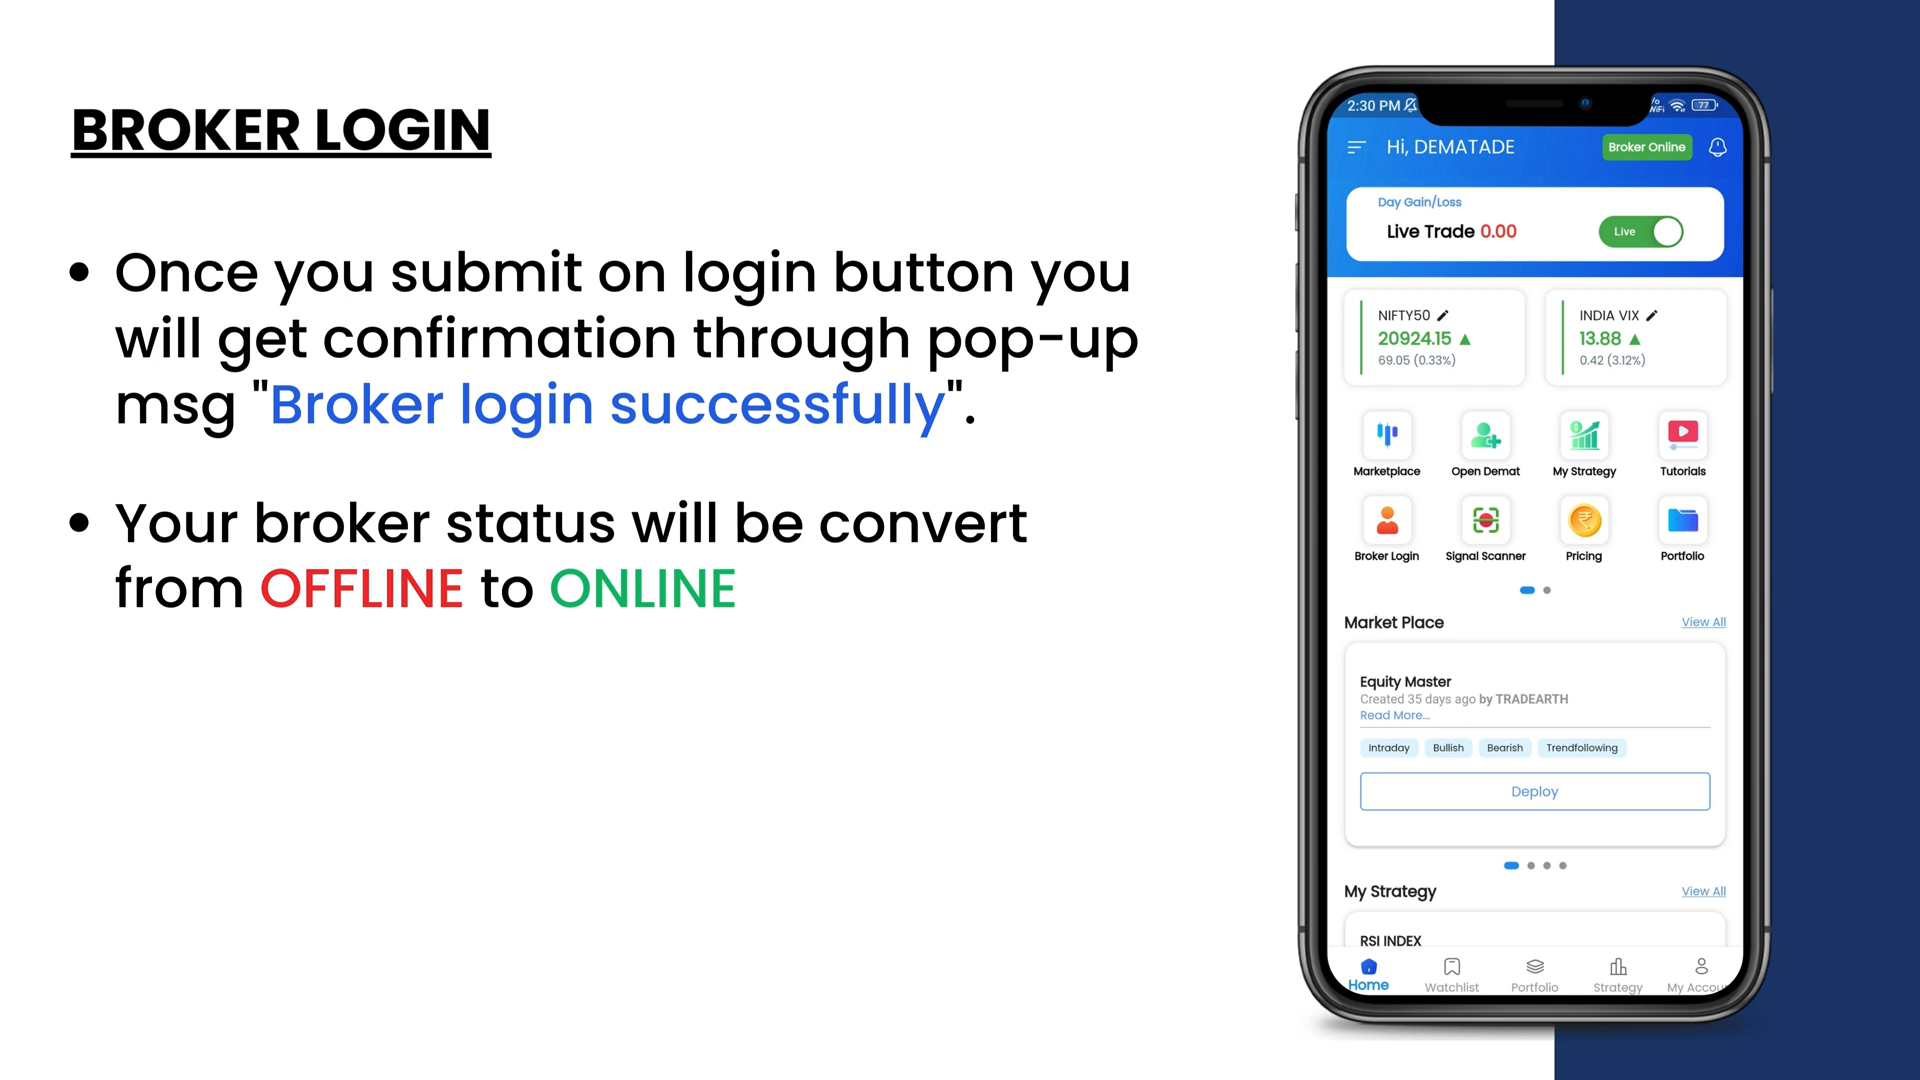 BROKER LOGIN
• Once you submit on login button you
will get confirmation through pop-up
msg "Broker login successfully".
• Your broker status will be convert
from OFFLINE to ONLINE
2:30 PM
WiFi
77
Hi, DEMATADE
Broker Online
Day Gain/Loss
Live Trade 0.00
Live
NIFTY50
20924.15 ▲
69.05 (0.33%)
INDIA VIX
13.88 ▲
0.42 (3.12%)
Marketplace
Open Demat
My Strategy
Tutorials
Broker Login
Signal Scanner
Pricing
Portfolio
Market Place
View All
Equity Master
Created 35 days ago by TRADEARTH
Read More...
Intraday
Bullish
Bearish
Trendfollowing
Deploy
My Strategy
View All
RSI INDEX
Home
Watchlist
Portfolio
Strategy
My Accou